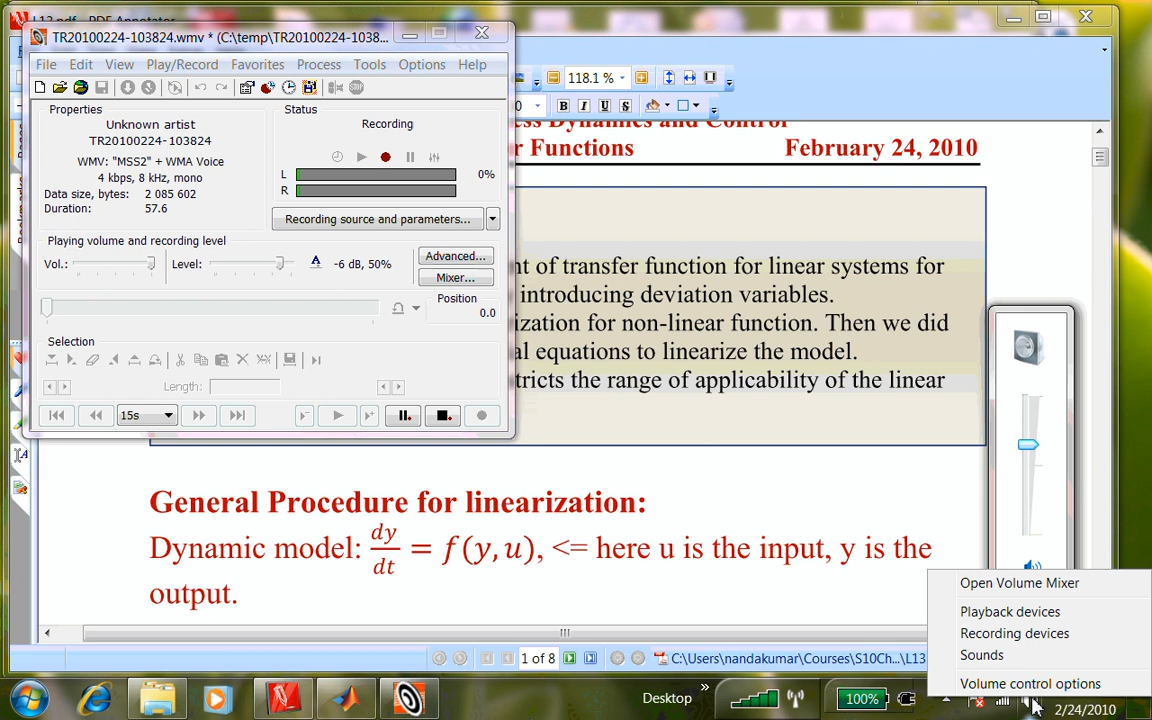 L13.pdf - PDF Annotator
TR20100224-103824.wmv * (C:\temp\TR20100224-1038...
File Edit View Play/Record Favorites Process Tools Options Help
118.1 %
B I U S
Properties
Unknown artist
TR20100224-103824
WMV: "MSS2" + WMA Voice
4 kbps, 8 kHz, mono
Data size, bytes: 2 085 602
Duration: 57.6
Status
Recording
L 0%
R
Recording source and parameters...
Playing volume and recording level
Vol.: Level: -6 dB, 50%
Advanced...
Mixer...
Position
0.0
Selection
Length:
15s
ss Dynamics and Control
r Functions February 24, 2010
nt of transfer function for linear systems for
introducing deviation variables.
ization for non-linear function. Then we did
al equations to linearize the model.
tricts the range of applicability of the linear
General Procedure for linearization:
Dynamic model: dy/dt = f(y, u), <= here u is the input, y is the
output.
1 of 8 C:\Users\nandakumar\Courses\S10Ch...\L13
Open Volume Mixer
Playback devices
Recording devices
Sounds
Volume control options
Desktop » 100%
2/24/2010